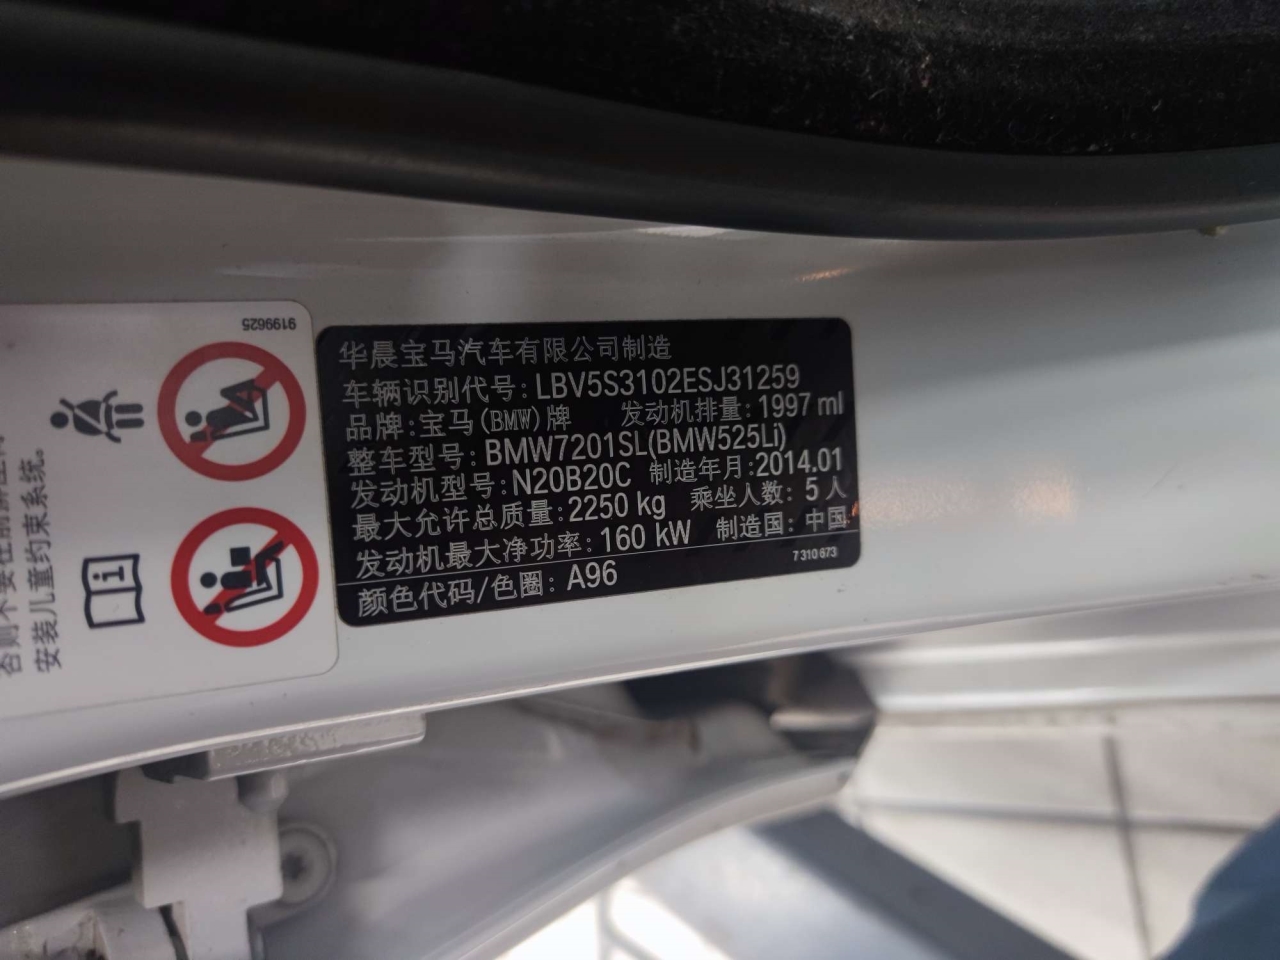 华晨宝马汽车有限公司制造
车辆识别代号: LBV5S3102ESJ31259
品牌:宝马(BMW)牌 发动机排量: 1997 ml
整车型号: BMW7201SL(BMW525Li)
发动机型号: N20B20C 制造年月:2014.01
最大允许总质量: 2250 kg 乘坐人数: 5 人
发动机最大净功率: 160 kW 制造国: 中国
颜色代码/色圈: A96 7 310 673
9199625
安装儿童约束系统。